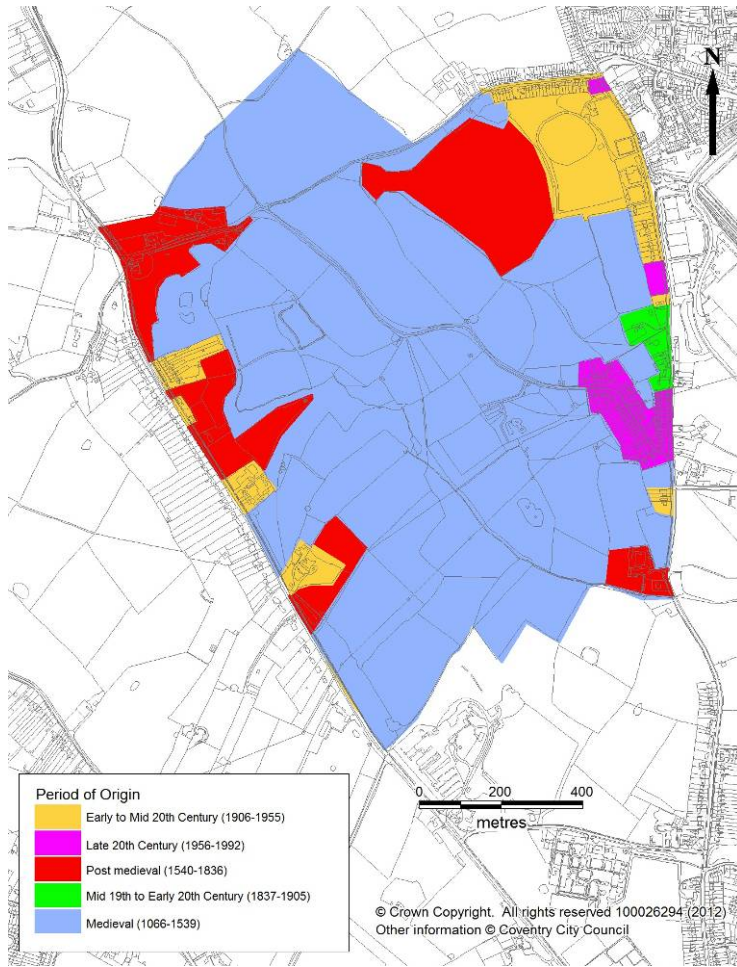 N
Period of Origin
Early to Mid 20th Century (1906-1955)
Late 20th Century (1956-1992)
Post medieval (1540-1836)
Mid 19th to Early 20th Century (1837-1905)
Medieval (1066-1539)
0 200 400
metres
© Crown Copyright. All rights reserved 100026294 (2012)
Other information © Coventry City Council